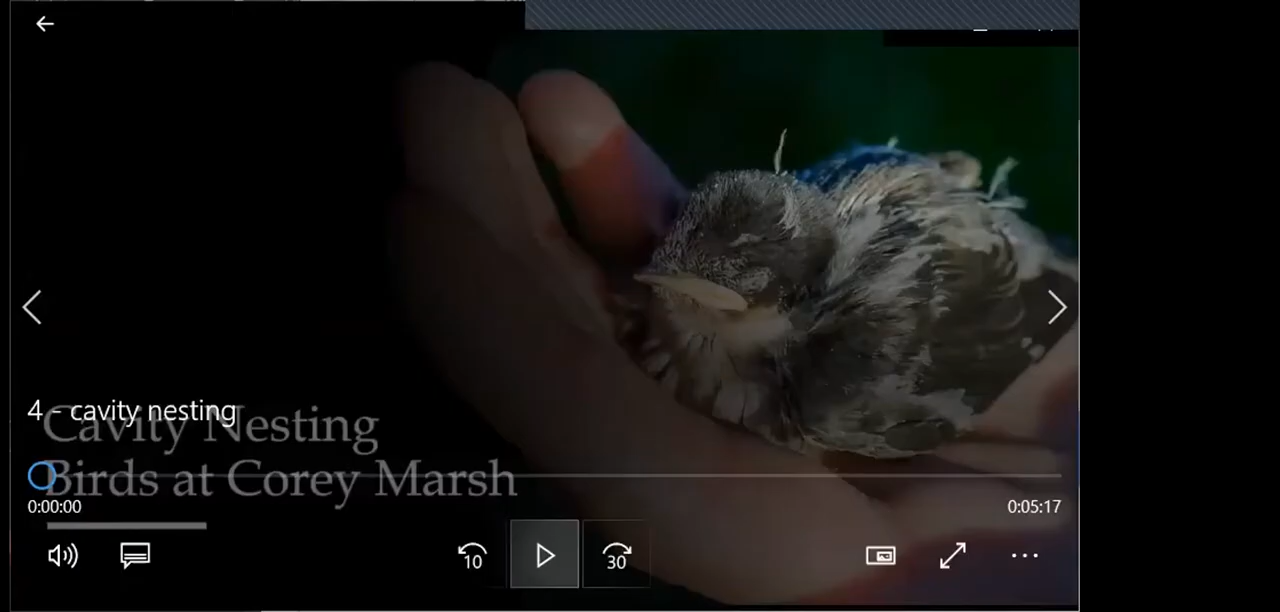 4 - cavity nesting
Cavity Nesting
Birds at Corey Marsh
0:00:00
0:05:17
10
30